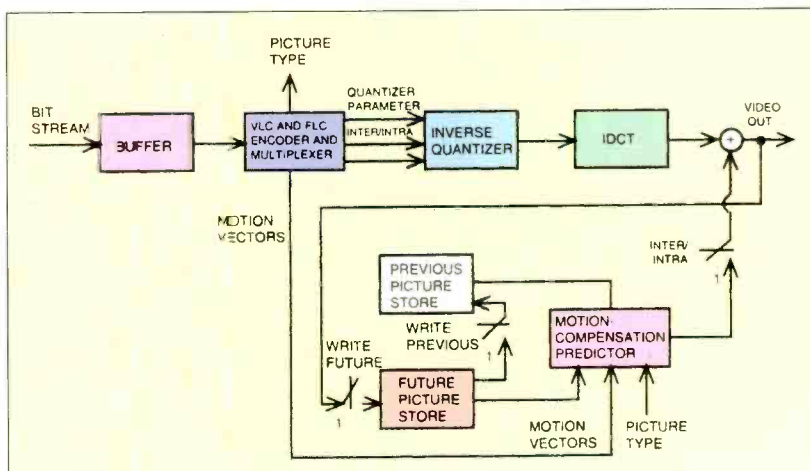 PICTURE
TYPE
BIT
STREAM
BUFFER
VLC AND FLC
ENCODER AND
MULTIPLEXER
QUANTIZER
PARAMETER
INTER/INTRA
INVERSE
QUANTIZER
IDCT
+
VIDEO
OUT
MOTION
VECTORS
INTER/
INTRA
1
PREVIOUS
PICTURE
STORE
WRITE
PREVIOUS
1
MOTION-
COMPENSATION
PREDICTOR
WRITE
FUTURE
1
FUTURE
PICTURE
STORE
MOTION
VECTORS
PICTURE
TYPE